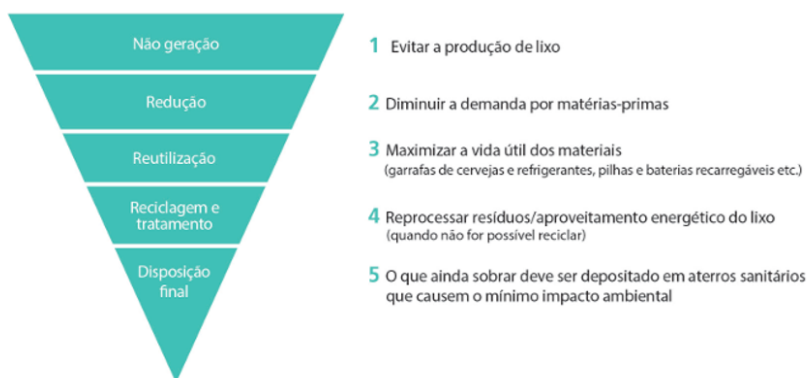 Não geração
1 Evitar a produção de lixo
Redução
2 Diminuir a demanda por matérias-primas
Reutilização
3 Maximizar a vida útil dos materiais
(garrafas de cervejas e refrigerantes, pilhas e baterias recarregáveis etc.)
Reciclagem e
tratamento
4 Reprocessar resíduos/aproveitamento energético do lixo
(quando não for possível reciclar)
Disposição
final
5 O que ainda sobrar deve ser depositado em aterros sanitários
que causem o mínimo impacto ambiental